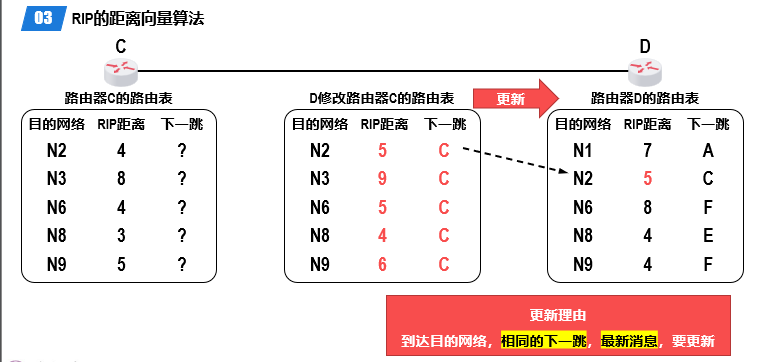 03 RIP的距离向量算法
C D
路由器C的路由表
目的网络 RIP距离 下一跳
N2 4 ?
N3 8 ?
N6 4 ?
N8 3 ?
N9 5 ?
D修改路由器C的路由表
目的网络 RIP距离 下一跳
N2 5 C
N3 9 C
N6 5 C
N8 4 C
N9 6 C
更新
路由器D的路由表
目的网络 RIP距离 下一跳
N1 7 A
N2 5 C
N6 8 F
N8 4 E
N9 4 F
更新理由
到达目的网络，相同的下一跳，最新消息，要更新